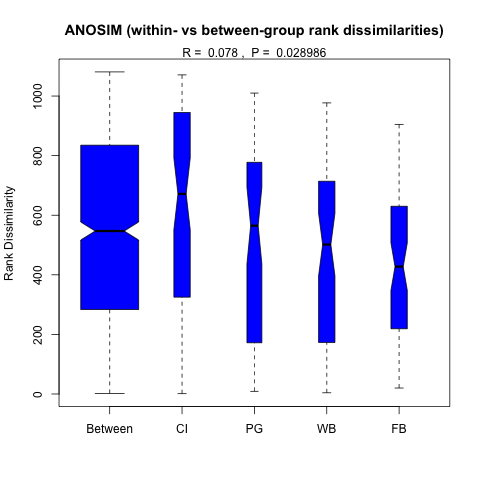 ANOSIM (within- vs between-group rank dissimilarities)
R =  0.078 ,  P =  0.028986
Rank Dissimilarity
1000
800
600
400
200
0
Between
CI
PG
WB
FB